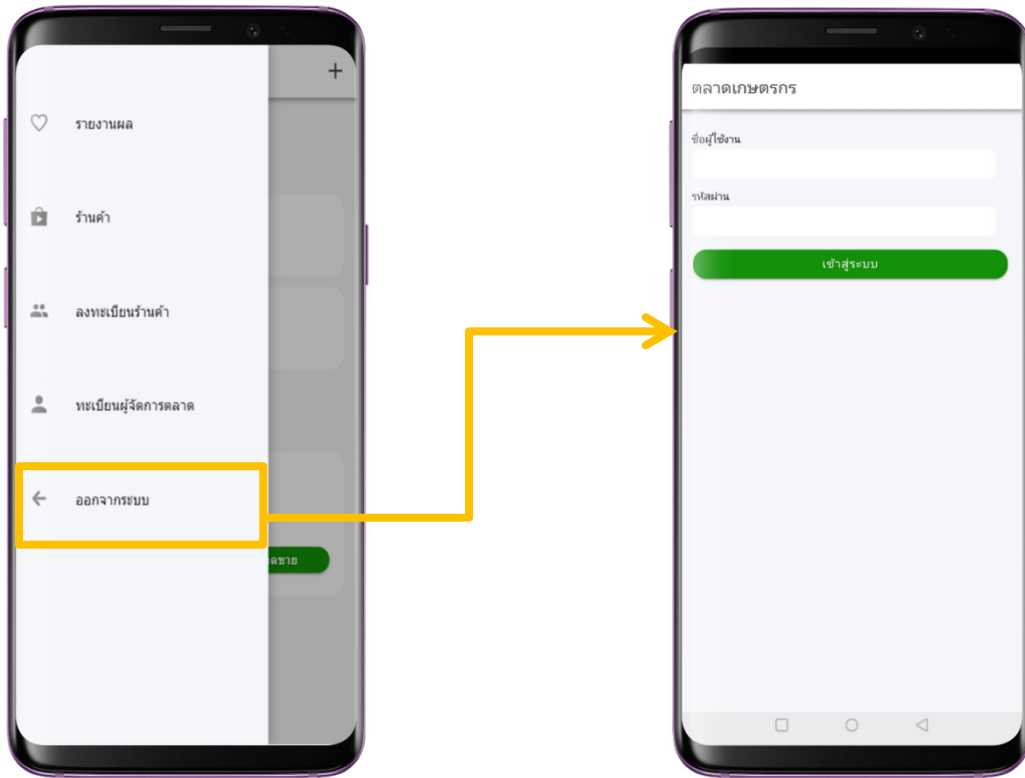 รายงานผล
ร้านค้า
ลงทะเบียนร้านค้า
ทะเบียนผู้จัดการตลาด
ออกจากระบบ
ตลาดเกษตรกร
ชื่อผู้ใช้งาน
รหัสผ่าน
เข้าสู่ระบบ